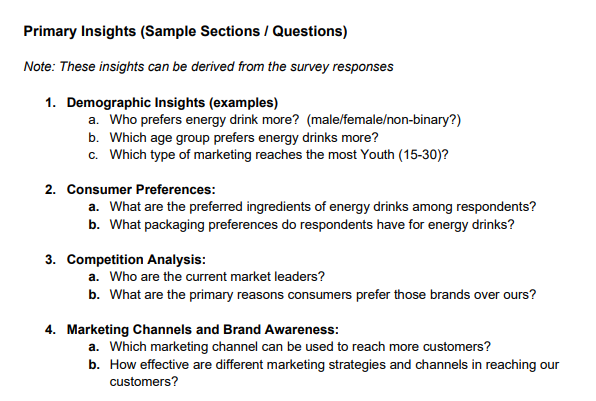 Primary Insights (Sample Sections / Questions)
Note: These insights can be derived from the survey responses
1. Demographic Insights (examples)
a. Who prefers energy drink more? (male/female/non-binary?)
b. Which age group prefers energy drinks more?
c. Which type of marketing reaches the most Youth (15-30)?
2. Consumer Preferences:
a. What are the preferred ingredients of energy drinks among respondents?
b. What packaging preferences do respondents have for energy drinks?
3. Competition Analysis:
a. Who are the current market leaders?
b. What are the primary reasons consumers prefer those brands over ours?
4. Marketing Channels and Brand Awareness:
a. Which marketing channel can be used to reach more customers?
b. How effective are different marketing strategies and channels in reaching our
customers?